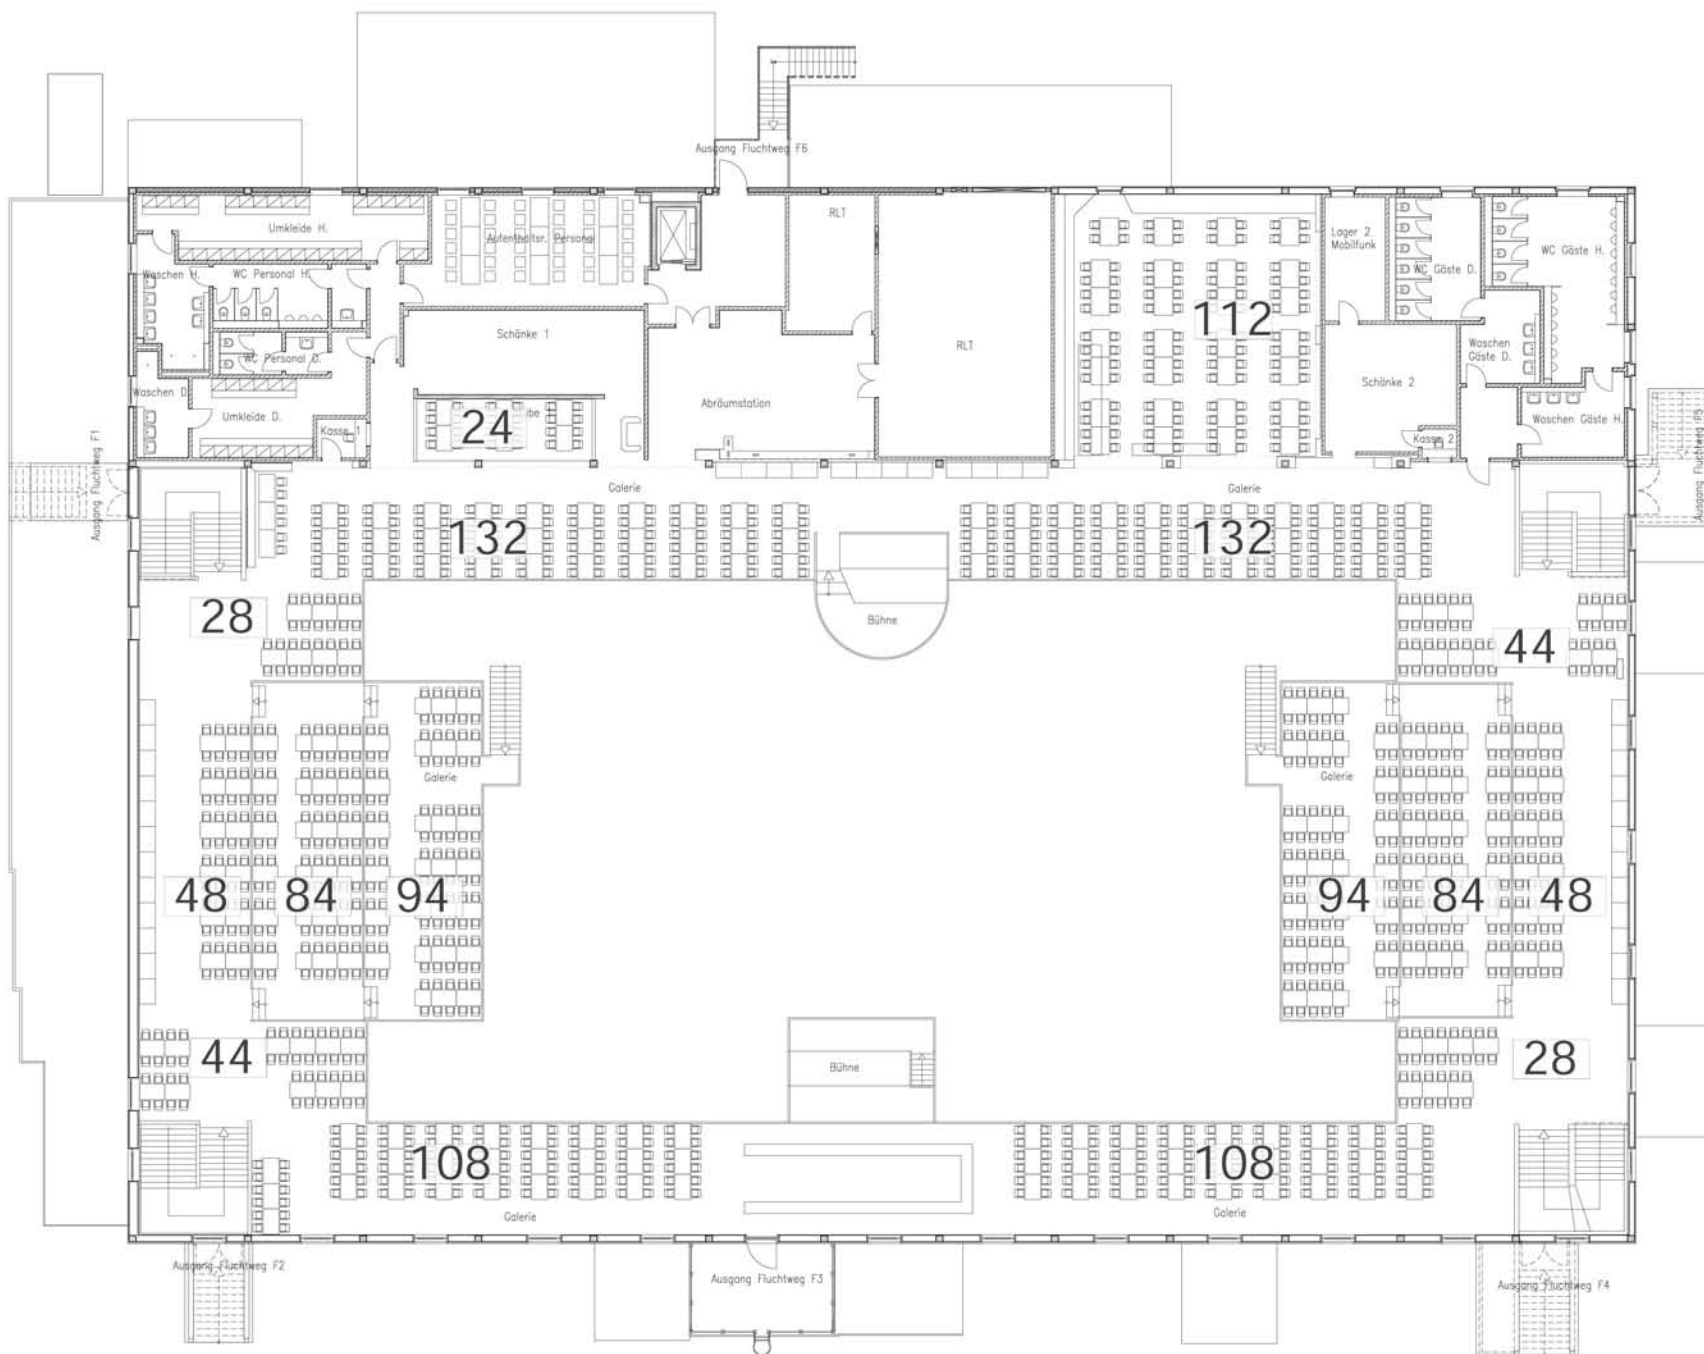 Ausgang Fluchtweg F6
Umkleide H.
Aufenthaltsr. Personal
RLT
Lager 2
Mobilfunk
WC Gäste D.
WC Gäste H.
Waschen H.
WC Personal H.
112
Schänke 1
RLT
Waschen
Gäste D.
WC Personal D.
Schänke 2
Waschen D.
Umkleide D.
Abräumstation
Kasse 1
24
Kasse 2
Waschen Gäste H.
Ausgang Fluchtweg F1
Ausgang Fluchtweg F5
Galerie
Galerie
132
132
28
Bühne
44
Galerie
Galerie
48
84
94
94
84
48
44
Bühne
28
108
108
Galerie
Galerie
Ausgang Fluchtweg F2
Ausgang Fluchtweg F3
Ausgang Fluchtweg F4